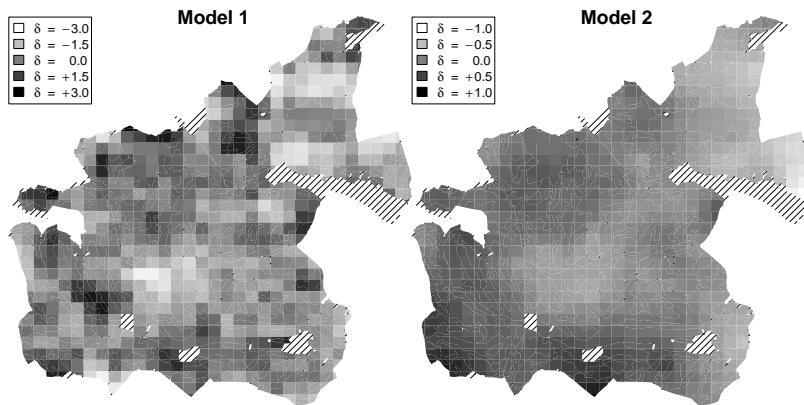 Model 1
δ = −3.0
δ = −1.5
δ = 0.0
δ = +1.5
δ = +3.0
Model 2
δ = −1.0
δ = −0.5
δ = 0.0
δ = +0.5
δ = +1.0